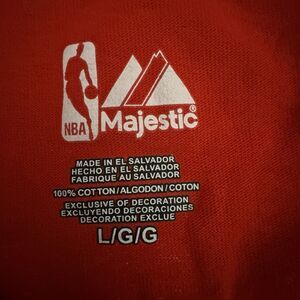 NBA
Majestic®
MADE IN EL SALVADOR
HECHO EN EL SALVADOR
FABRIQUE AU SALVADOR
100% COTTON/ALGODON/COTON
EXCLUSIVE OF DECORATION
EXCLUYENDO DECORACIONES
DECORATION EXCLUE
L/G/G